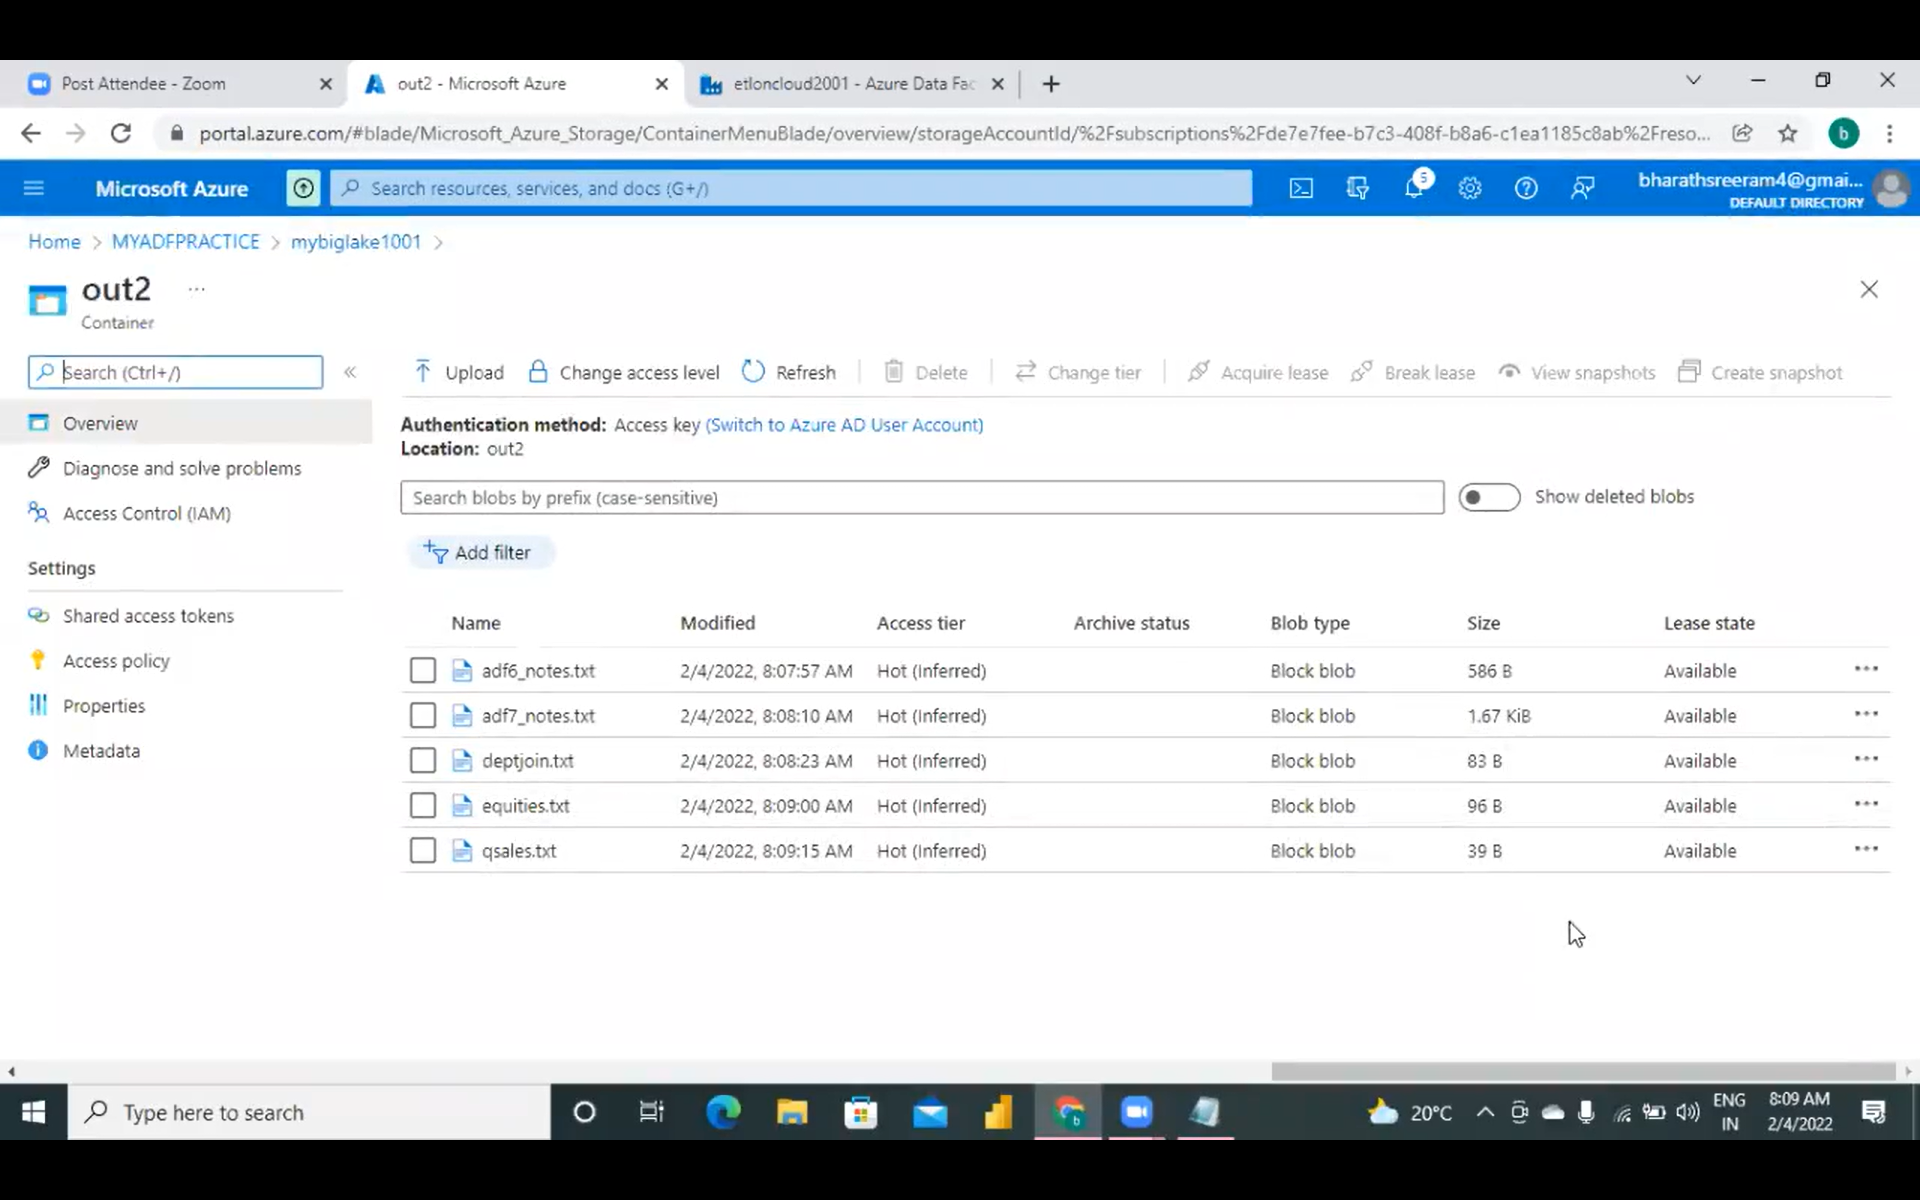 Post Attendee - Zoom
out2 - Microsoft Azure
etloncloud2001 - Azure Data Fac
portal.azure.com/#blade/Microsoft_Azure_Storage/ContainerMenuBlade/overview/storageAccountId/%2Fsubscriptions%2Fde7e7fee-b7c3-408f-b8a6-c1ea1185c8ab%2Freso...
b
Microsoft Azure
Search resources, services, and docs (G+/)
5
bharathsreeram4@gmai...
DEFAULT DIRECTORY
Home > MYADFPRACTICE > mybiglake1001 >
out2 ...
Container
Search (Ctrl+/)
«
Upload Change access level Refresh Delete Change tier Acquire lease Break lease View snapshots Create snapshot
Overview
Diagnose and solve problems
Access Control (IAM)
Settings
Shared access tokens
Access policy
Properties
Metadata
Authentication method: Access key (Switch to Azure AD User Account)
Location: out2
Search blobs by prefix (case-sensitive)
Show deleted blobs
Add filter
Name Modified Access tier Archive status Blob type Size Lease state
adf6_notes.txt 2/4/2022, 8:07:57 AM Hot (Inferred) Block blob 586 B Available ...
adf7_notes.txt 2/4/2022, 8:08:10 AM Hot (Inferred) Block blob 1.67 KiB Available ...
deptjoin.txt 2/4/2022, 8:08:23 AM Hot (Inferred) Block blob 83 B Available ...
equities.txt 2/4/2022, 8:09:00 AM Hot (Inferred) Block blob 96 B Available ...
qsales.txt 2/4/2022, 8:09:15 AM Hot (Inferred) Block blob 39 B Available ...
Type here to search
20°C
ENG
IN
8:09 AM
2/4/2022